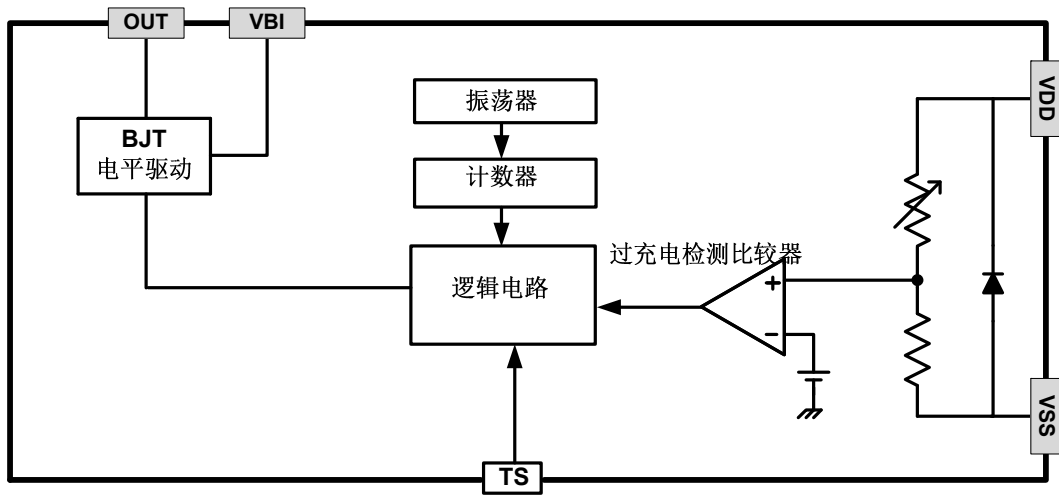 OUT
VBI
VDD
振荡器
BJT
电平驱动
计数器
过充电检测比较器
逻辑电路
+
-
VSS
TS